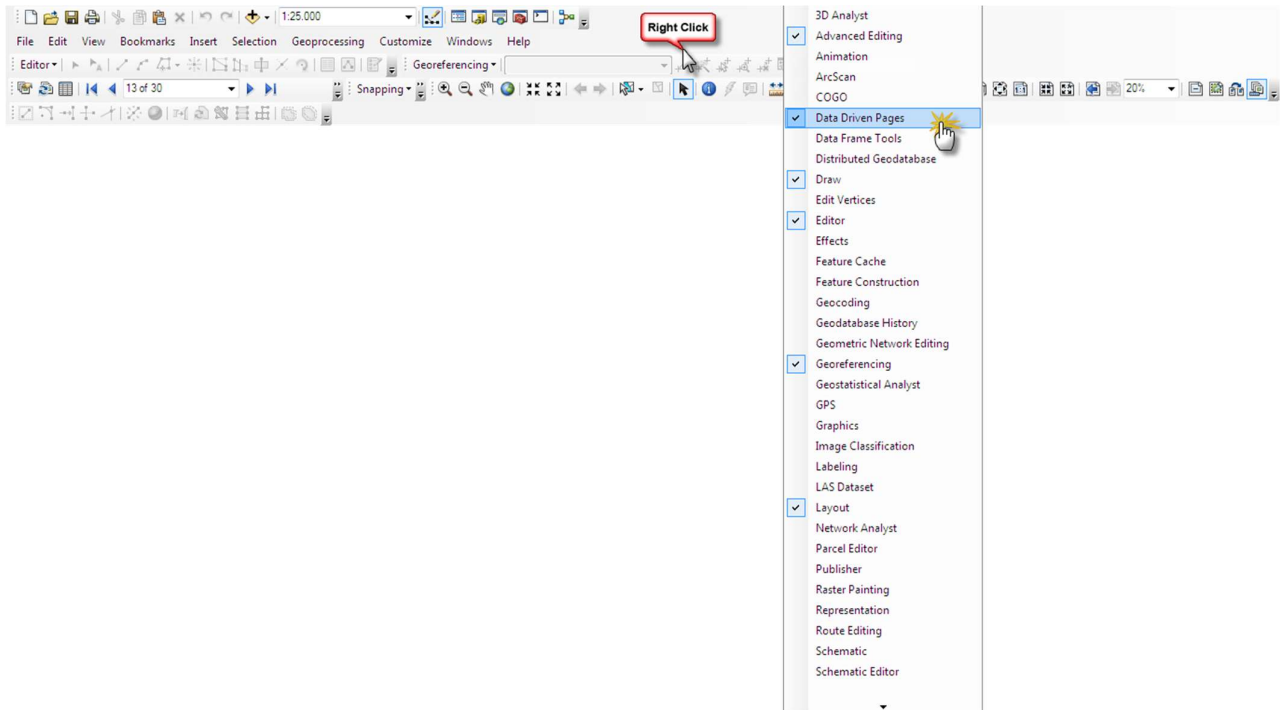 1:25.000
Right Click
File Edit View Bookmarks Insert Selection Geoprocessing Customize Windows Help
Editor Georeferencing
13 of 30 Snapping 20%
3D Analyst
Advanced Editing
Animation
ArcScan
COGO
Data Driven Pages
Data Frame Tools
Distributed Geodatabase
Draw
Edit Vertices
Editor
Effects
Feature Cache
Feature Construction
Geocoding
Geodatabase History
Geometric Network Editing
Georeferencing
Geostatistical Analyst
GPS
Graphics
Image Classification
Labeling
LAS Dataset
Layout
Network Analyst
Parcel Editor
Publisher
Raster Painting
Representation
Route Editing
Schematic
Schematic Editor